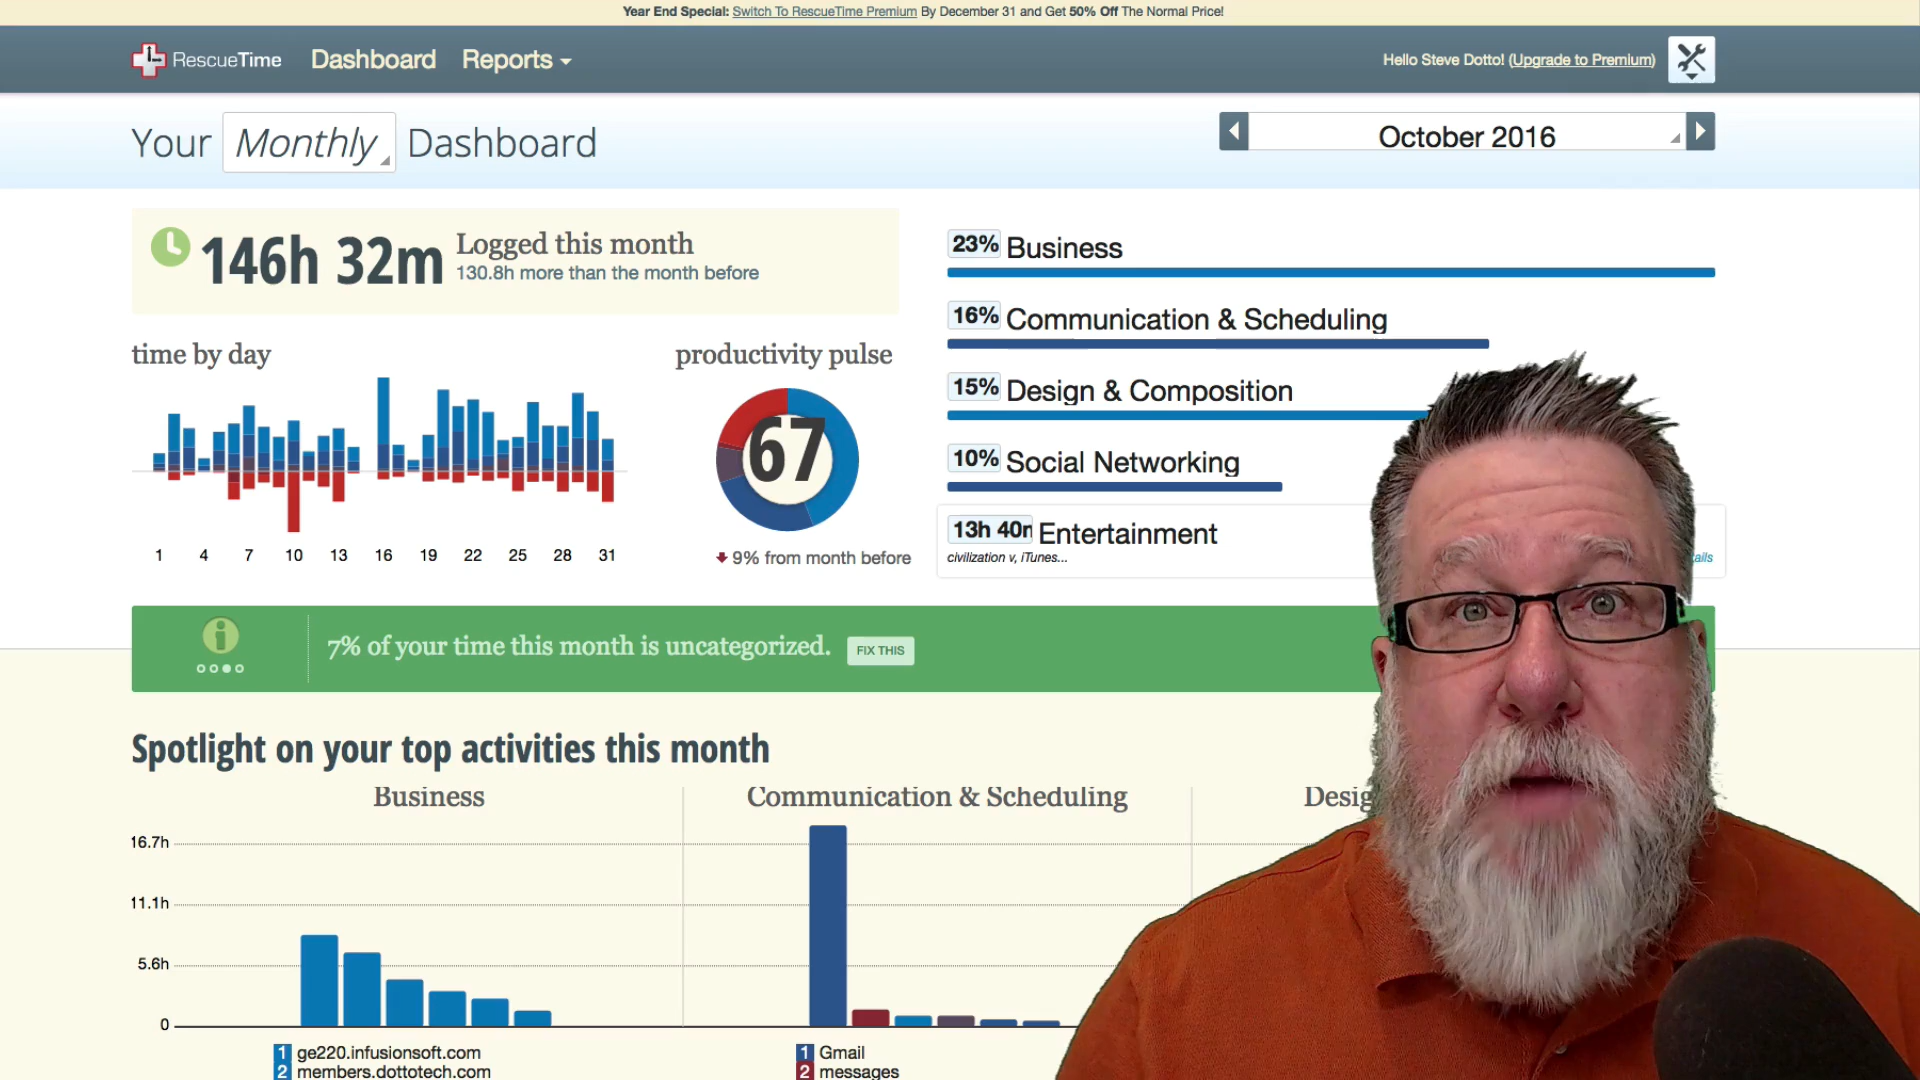 Year End Special: Switch To RescueTime Premium By December 31 and Get 50% Off The Normal Price!
RescueTime Dashboard Reports Hello Steve Dotto! (Upgrade to Premium)
Your Monthly Dashboard October 2016
146h 32m Logged this month
130.8h more than the month before
23% Business
16% Communication & Scheduling
time by day productivity pulse
15% Design & Composition
67
10% Social Networking
13h 40m Entertainment
civilization v, iTunes...
ails
1 4 7 10 13 16 19 22 25 28 31
9% from month before
7% of your time this month is uncategorized. FIX THIS
Spotlight on your top activities this month
Business Communication & Scheduling Desig
16.7h
11.1h
5.6h
0
1 ge220.infusionsoft.com
2 members.dottotech.com
1 Gmail
2 messages